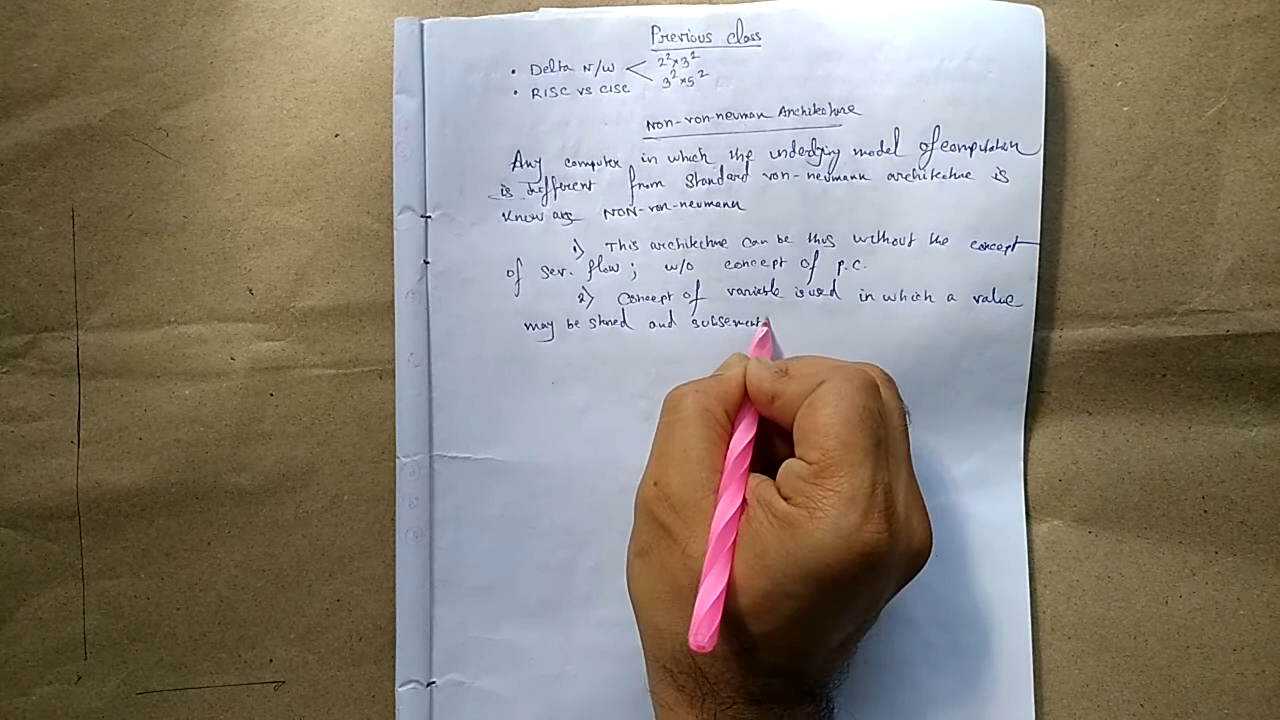 Previous class
• Delta N/W < 2²×3²
3²×5²
• RISC vs CISC
Non-von-neuman Architecture
Any computer in which the underlying model of computation
is different from standard von-neumann architecture is
know as NON-von-neumann
1) This architecture can be this without the concept
of ser. flow; w/o concept of p.c.
2) Concept of variable is used in which a value
may be stored and subsement